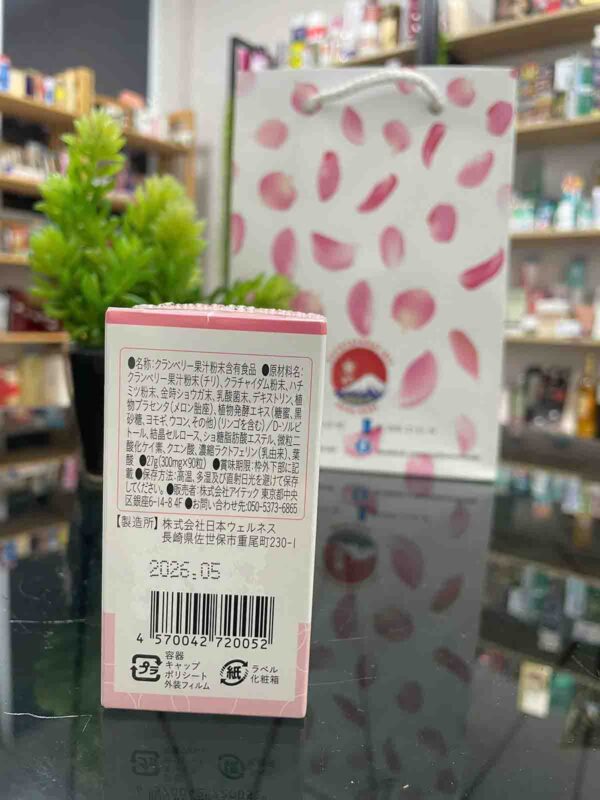 ●名称:クランベリー果汁粉末含有食品 ●原材料名:
クランベリー果汁粉末(チリ)、クラチャイダム粉末、ハチ
ミツ粉末、金時ショウガ末、乳酸菌末、デキストリン、植
物プラセンタ(メロン胎座)、植物発酵エキス(糖蜜、黒
砂糖、ヨモギ、ウコン、その他)(リンゴを含む)/D-ソルビ
トール、結晶セルロース、ショ糖脂肪酸エステル、微粒二
酸化ケイ素、クエン酸、濃縮ラクトフェリン(乳由来)、葉
酸 ●27g(300mg×90粒) ●賞味期限:枠外下部に記
載 ●保存方法:高温、多湿及び直射日光を避けて保存
してください。●販売者:株式会社アイテック 東京都中央
区銀座6-14-8 4F ●お問い合わせ先:050-5373-6865
【製造所】 株式会社日本ウェルネス
長崎県佐世保市重尾町230-1
2026.05
4 570042 720052
プラ
容器
キャップ
ポリシート
外装フィルム
紙
ラベル
化粧箱